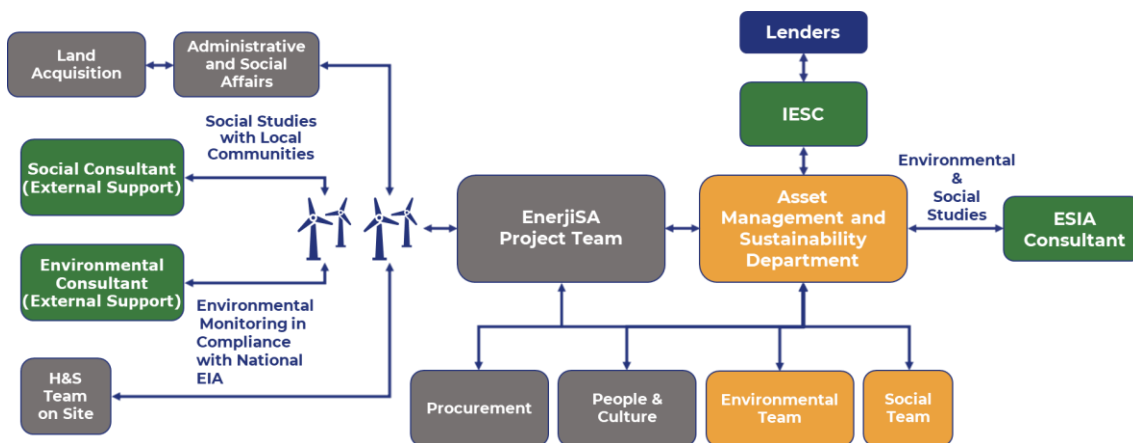 Lenders
Land
Acquisition
Administrative
and Social
Affairs
IESC
Social Studies
with Local
Communities
Social Consultant
(External Support)
Environmental
&
Social
Studies
EnerjiSA
Project Team
Asset
Management and
Sustainability
Department
ESIA
Consultant
Environmental
Consultant
(External Support)
Environmental
Monitoring in
Compliance
with National
EIA
H&S
Team
on Site
Procurement
People &
Culture
Environmental
Team
Social
Team